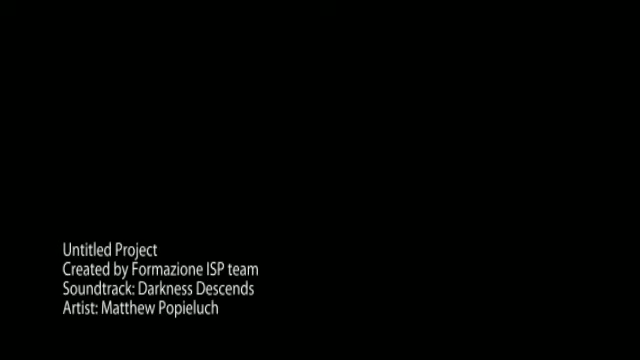 Untitled Project
Created by Formazione ISP team
Soundtrack: Darkness Descends
Artist: Matthew Popieluch